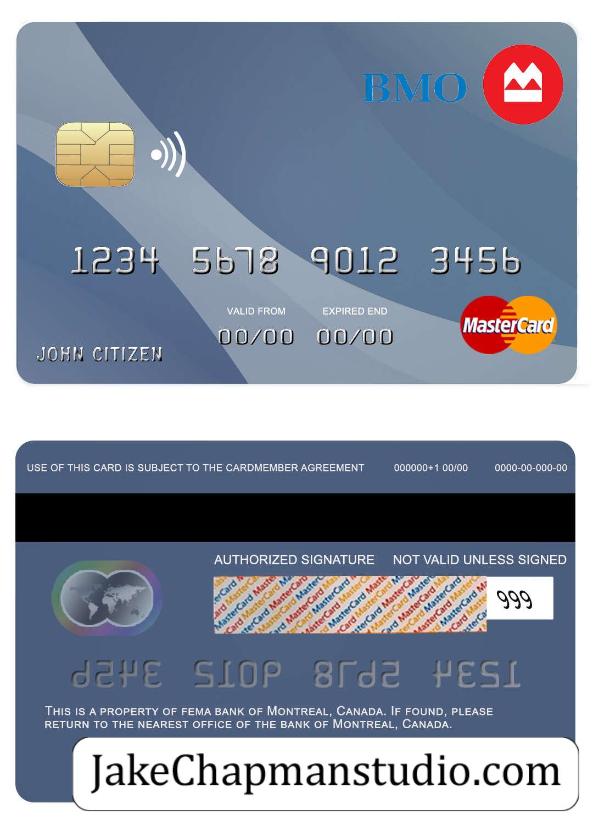 BMO
1234 5678 9012 3456
VALID FROM EXPIRED END
00/00 00/00
MasterCard
JOHN CITIZEN
USE OF THIS CARD IS SUBJECT TO THE CARDMEMBER AGREEMENT 000000+1 00/00 0000-00-000-00
AUTHORIZED SIGNATURE NOT VALID UNLESS SIGNED
MasterCard MasterCard MasterCard
999
THIS IS A PROPERTY OF FEMA BANK OF MONTREAL, CANADA. IF FOUND, PLEASE
RETURN TO THE NEAREST OFFICE OF THE BANK OF MONTREAL, CANADA.
JakeChapmanstudio.com